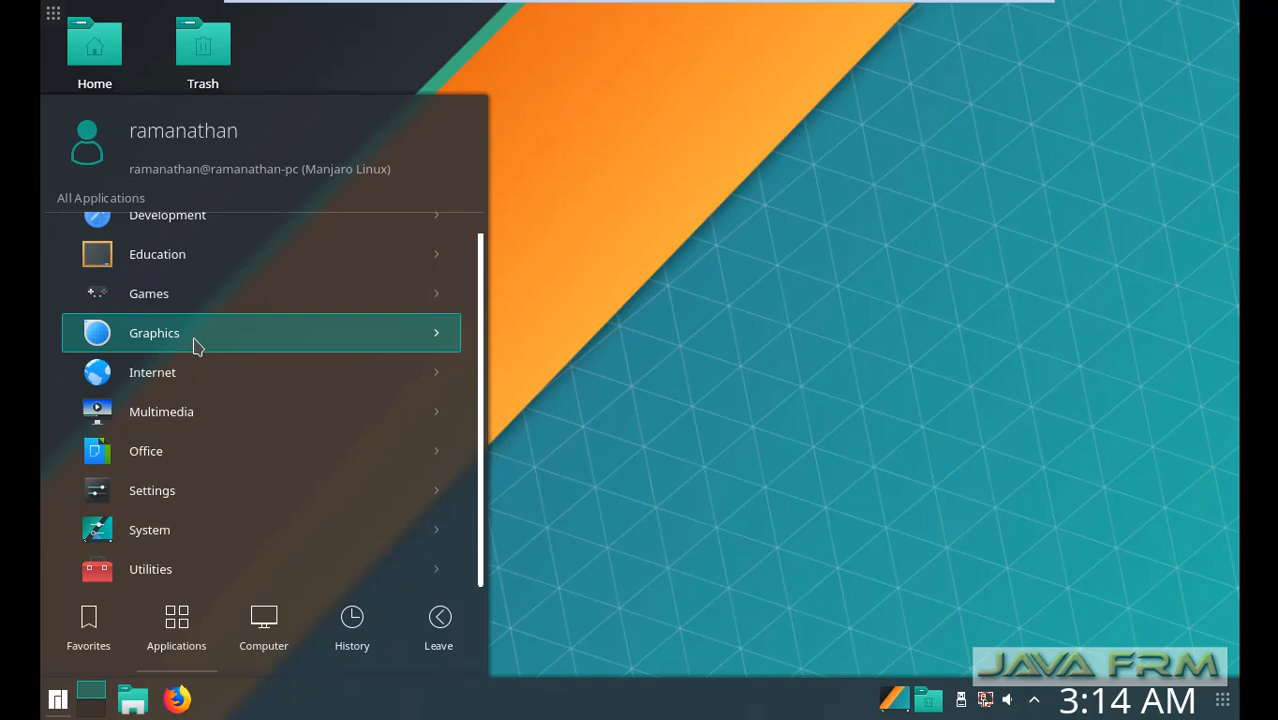 Home
Trash
ramanathan
ramanathan@ramanathan-pc (Manjaro Linux)
All Applications
Development
Education
Games
Graphics
Internet
Multimedia
Office
Settings
System
Utilities
Favorites
Applications
Computer
History
Leave
JAVA FRM
3:14 AM